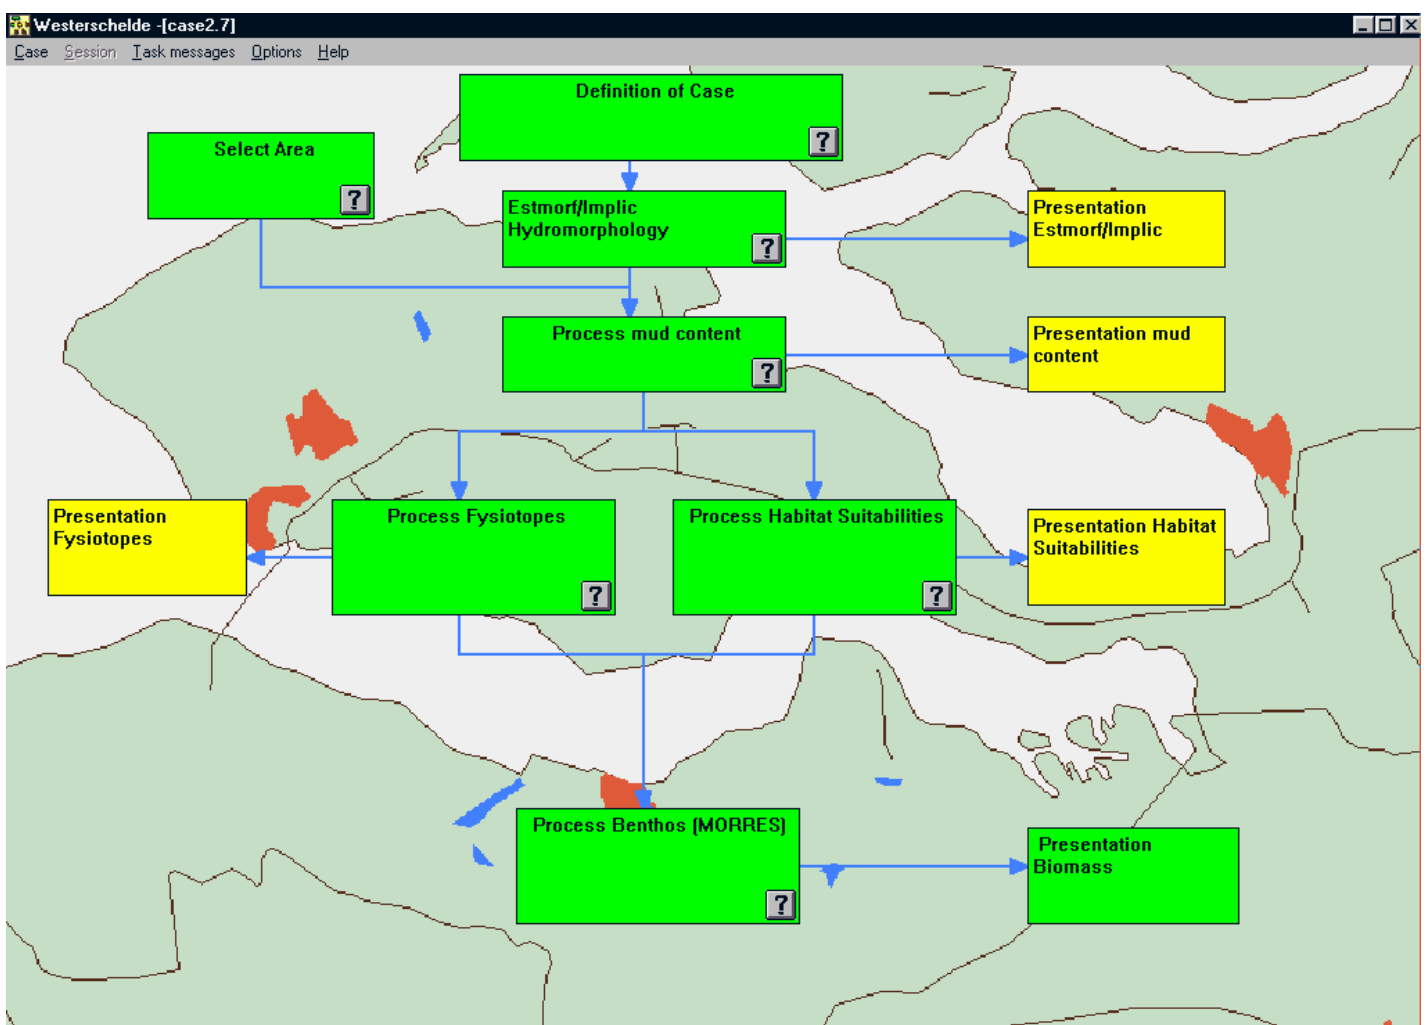 Westerschelde -[case2.7]
Case Session Task messages Options Help
Definition of Case
?
Select Area
?
Estmorf/Implic
Hydromorphology
?
Presentation
Estmorf/Implic
Process mud content
?
Presentation mud
content
Presentation
Fysiotopes
Process Fysiotopes
?
Process Habitat Suitabilities
?
Presentation Habitat
Suitabilities
Process Benthos (MORRES)
?
Presentation
Biomass